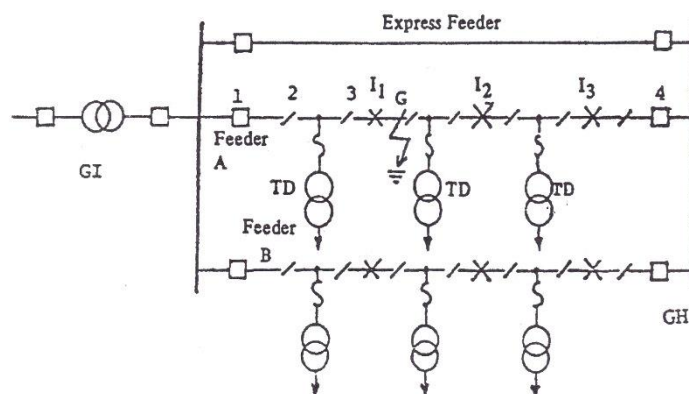 Express Feeder
1 2 3 I1 G I2 I3 4
Feeder
A
GI
TD TD TD
Feeder
B
GH